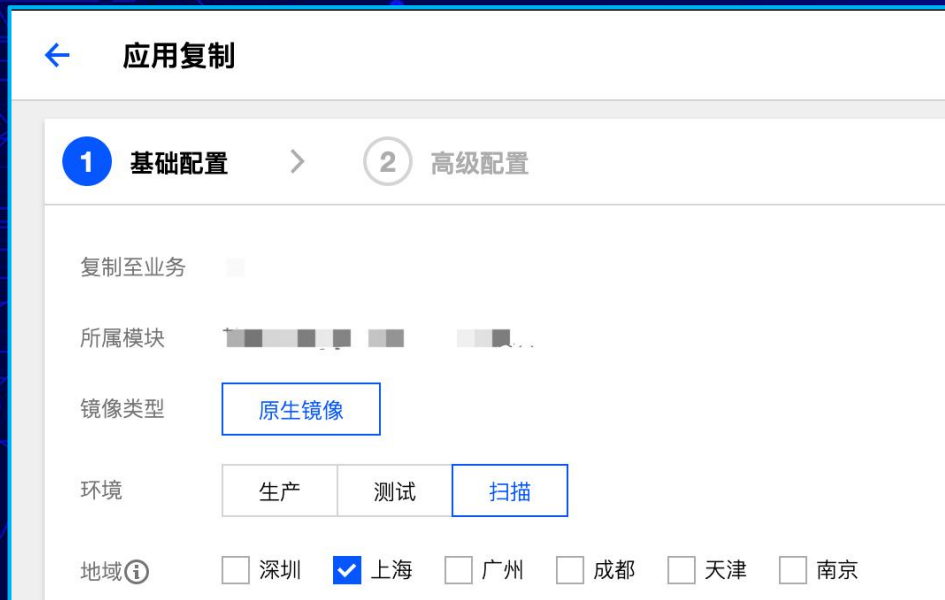 应用复制
1 基础配置 2 高级配置
复制至业务
所属模块
镜像类型 原生镜像
环境 生产 测试 扫描
地域 深圳 上海 广州 成都 天津 南京